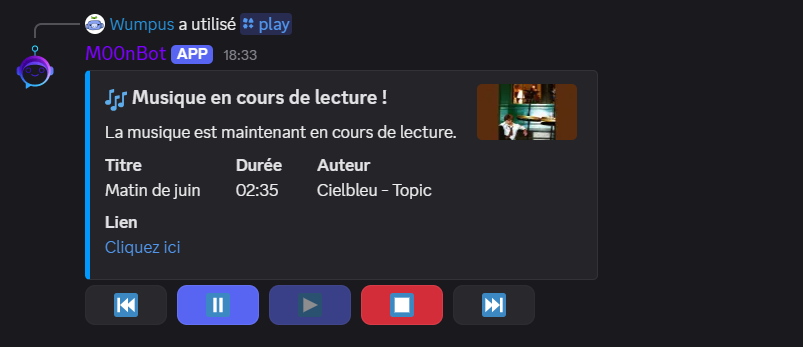 Wumpus a utilisé play
M00nBot APP 18:33
Musique en cours de lecture !
La musique est maintenant en cours de lecture.
Titre Durée Auteur
Matin de juin 02:35 Cielbleu - Topic
Lien
Cliquez ici